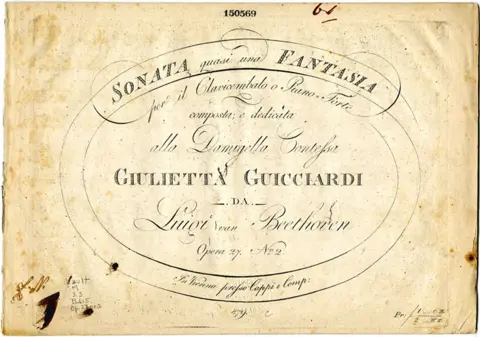 150569
SONATA quasi una FANTASIA
per il Clavicembalo o Piano=Forte
composta, e dedicata
alla Damigella Contessa
GIULIETTA GUICCIARDI
DA
Luigi van Beethoven
Opera 27. No. 2.
In Vienna presso Cappi e Comp:
Pr: